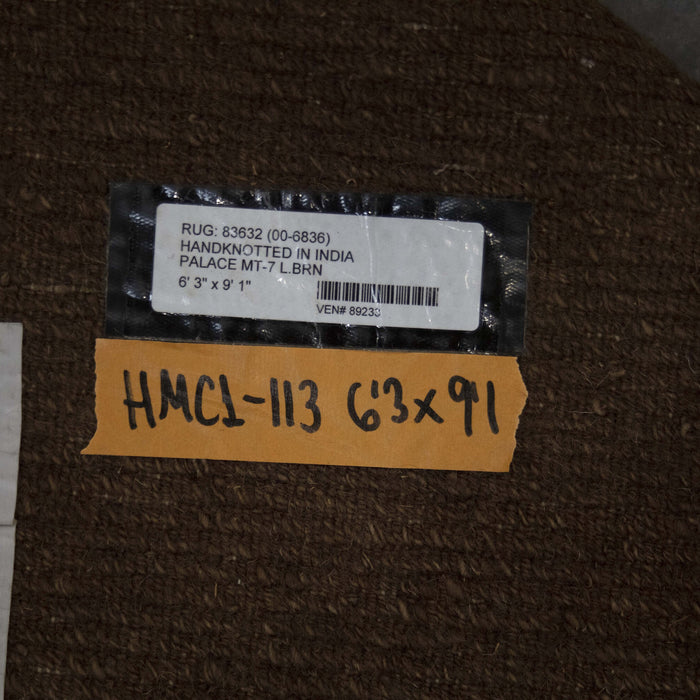 RUG: 83632 (00-6836)
HANDKNOTTED IN INDIA
PALACE MT-7 L.BRN
6' 3" x 9' 1"
VEN# 89233
HMC1-113 6'3x9'1